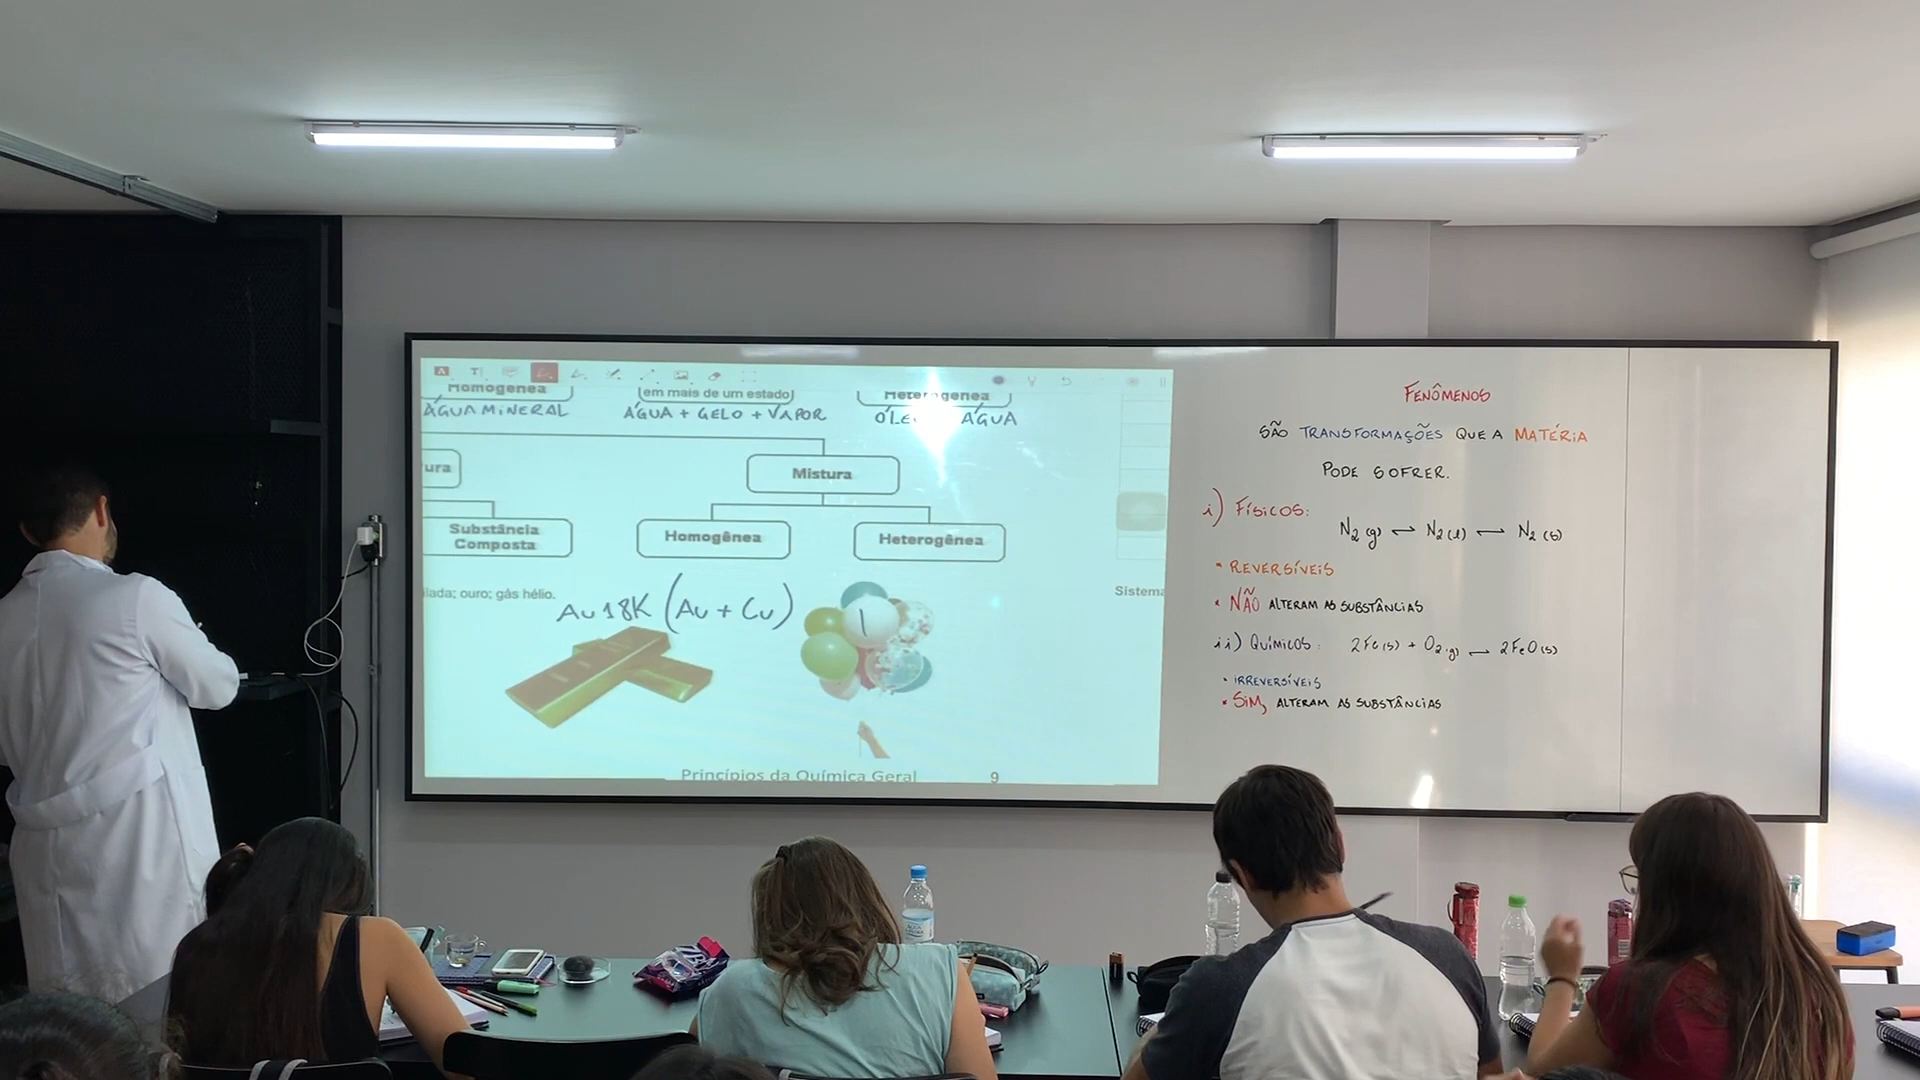 Homogênea
(em mais de um estado)
Heterogênea
ÁGUA MINERAL
ÁGUA + GELO + VAPOR
ÁGUA
ura
Mistura
Substância
Composta
Homogênea
Heterogênea
ilada; ouro; gás hélio.
Au 18K (Au + Cu)
Sistema
Princípios da Química Geral
9
FENÔMENOS
SÃO TRANSFORMAÇÕES QUE A MATÉRIA
PODE SOFRER.
i) FÍSICOS:
N2(g) ⇌ N2(l) ⇌ N2(s)
• REVERSÍVEIS
• NÃO ALTERAM AS SUBSTÂNCIAS
ii) QUÍMICOS: 2Fe(s) + O2(g) ⇌ 2FeO(s)
• IRREVERSÍVEIS
• SIM, ALTERAM AS SUBSTÂNCIAS